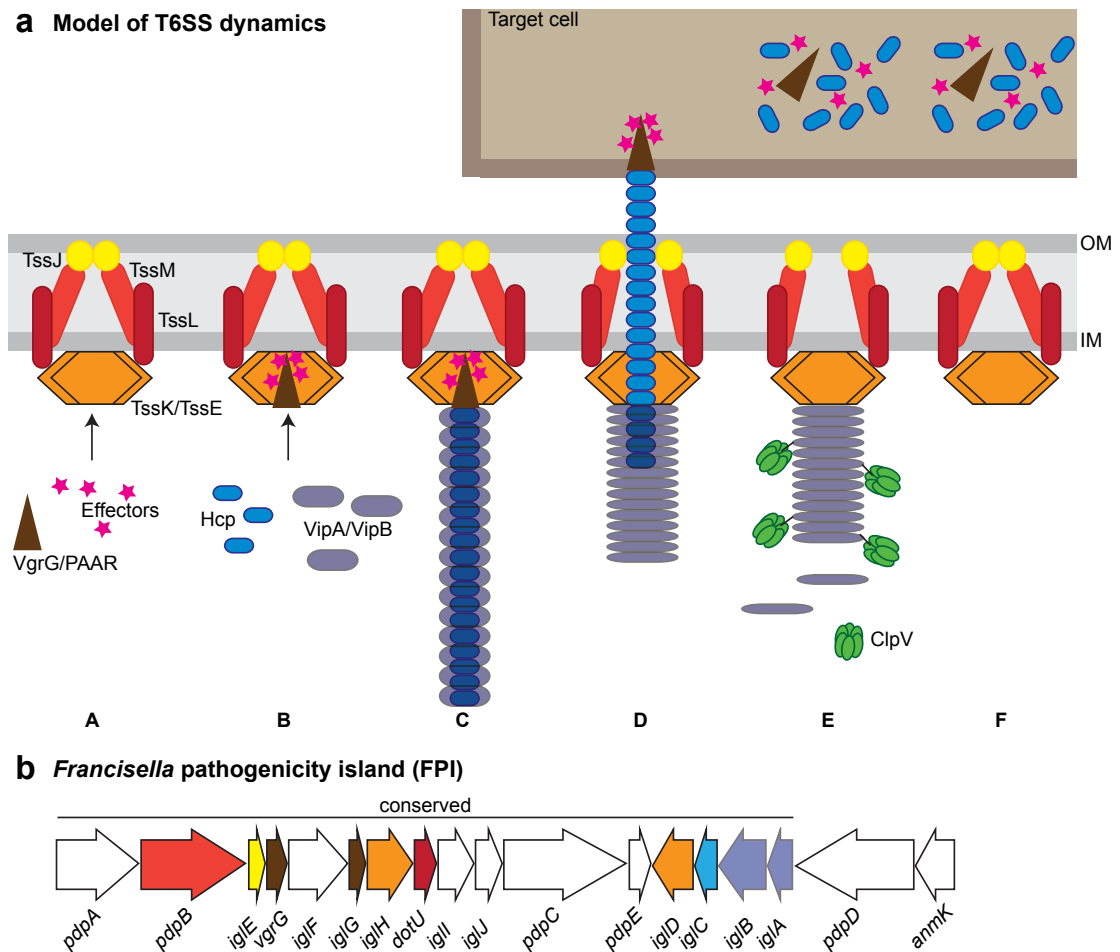 a Model of T6SS dynamics
Target cell
OM
TssJ
TssM
TssL
IM
TssK/TssE
Effectors
VgrG/PAAR
Hcp
VipA/VipB
ClpV
A B C D E F
b Francisella pathogenicity island (FPI)
conserved
pdpA pdpB iglE vgrG iglF iglG iglH dotU iglI iglJ pdpC pdpE iglD iglC iglB iglA pdpD anmK